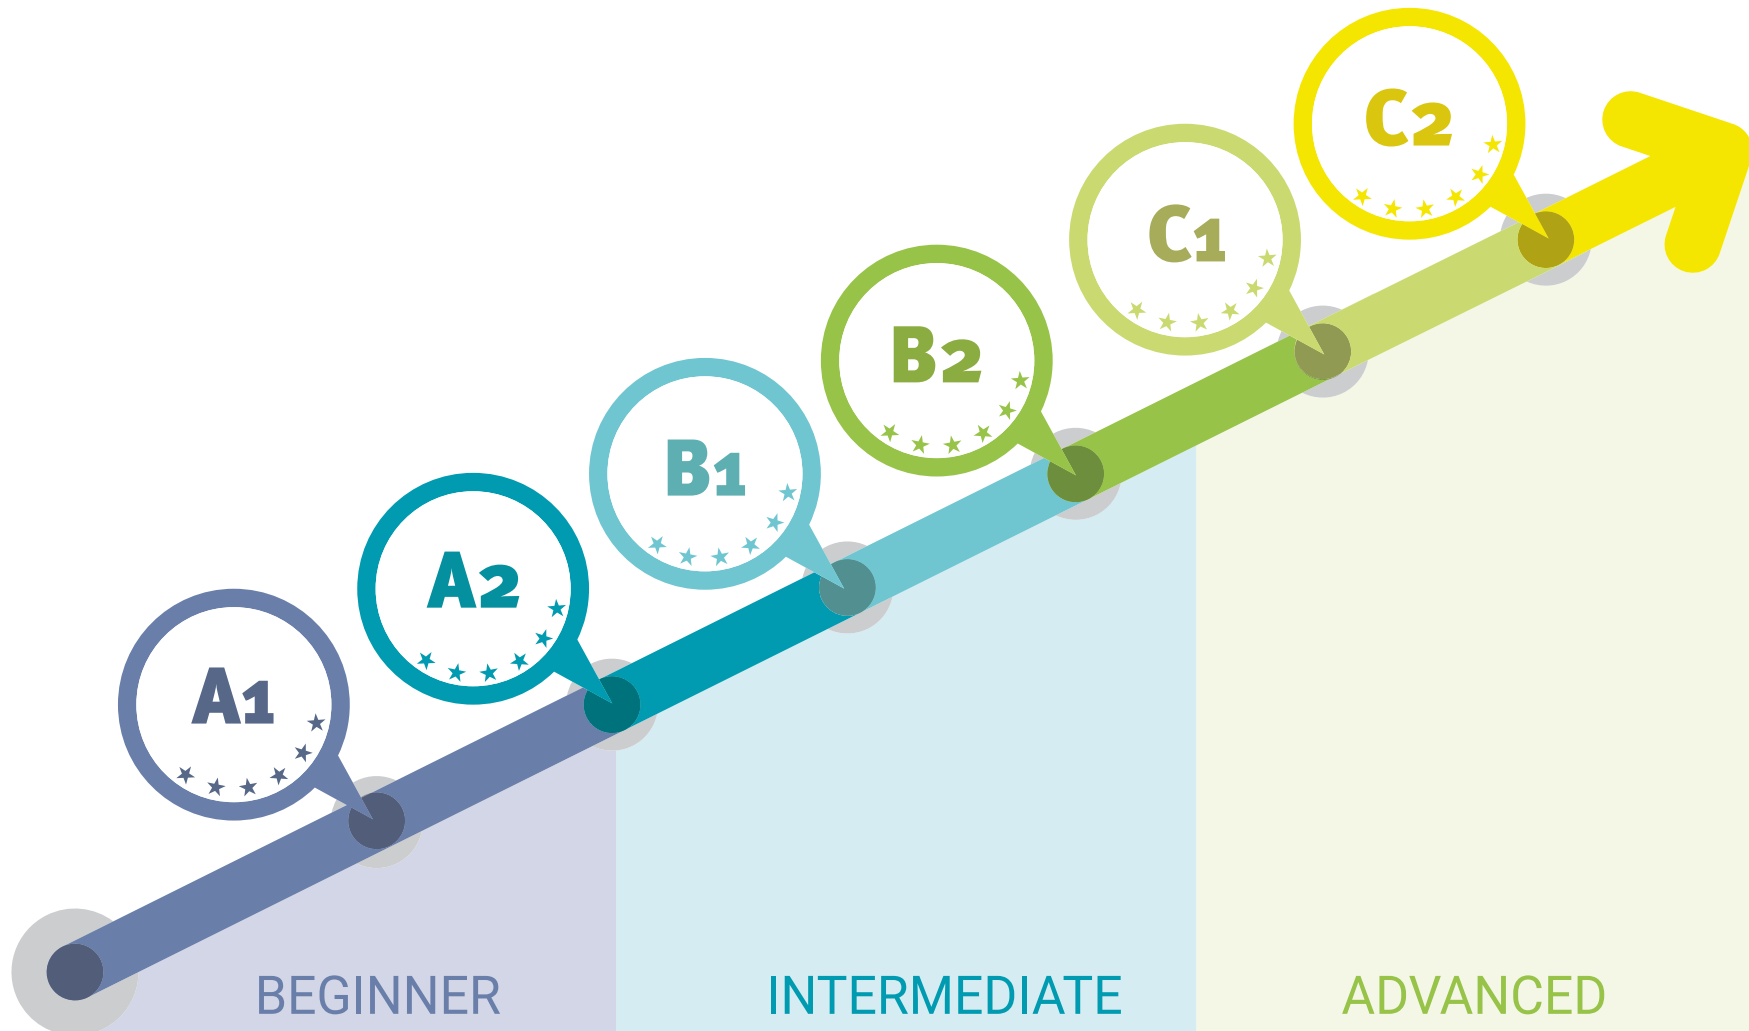 A1
A2
B1
B2
C1
C2
BEGINNER
INTERMEDIATE
ADVANCED